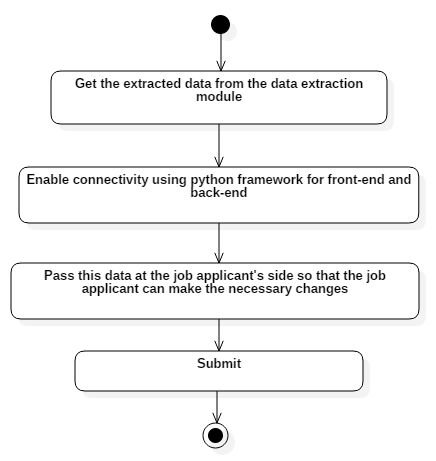 Get the extracted data from the data extraction
module
Enable connectivity using python framework for front-end and
back-end
Pass this data at the job applicant's side so that the job
applicant can make the necessary changes
Submit